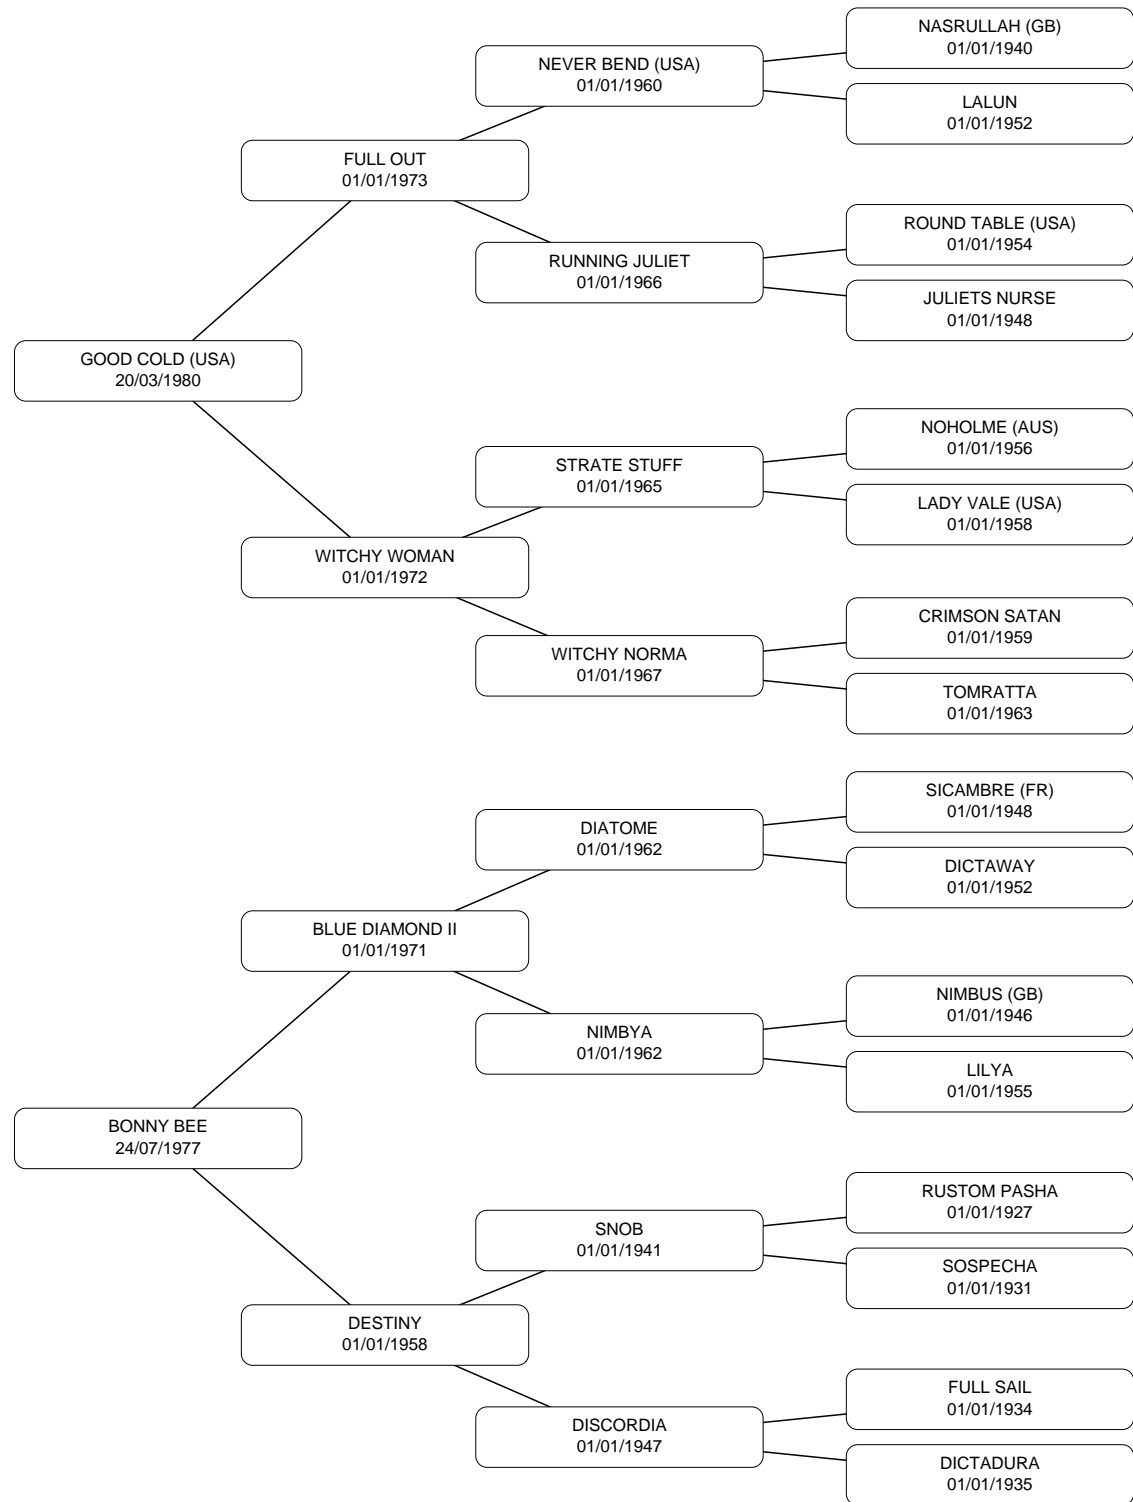 NASRULLAH (GB)
01/01/1940
NEVER BEND (USA)
01/01/1960
LALUN
01/01/1952
FULL OUT
01/01/1973
ROUND TABLE (USA)
01/01/1954
RUNNING JULIET
01/01/1966
JULIETS NURSE
01/01/1948
GOOD COLD (USA)
20/03/1980
NOHOLME (AUS)
01/01/1956
STRATE STUFF
01/01/1965
LADY VALE (USA)
01/01/1958
WITCHY WOMAN
01/01/1972
CRIMSON SATAN
01/01/1959
WITCHY NORMA
01/01/1967
TOMRATTA
01/01/1963
SICAMBRE (FR)
01/01/1948
DIATOME
01/01/1962
DICTAWAY
01/01/1952
BLUE DIAMOND II
01/01/1971
NIMBUS (GB)
01/01/1946
NIMBYA
01/01/1962
LILYA
01/01/1955
BONNY BEE
24/07/1977
RUSTOM PASHA
01/01/1927
SNOB
01/01/1941
SOSPECHA
01/01/1931
DESTINY
01/01/1958
FULL SAIL
01/01/1934
DISCORDIA
01/01/1947
DICTADURA
01/01/1935